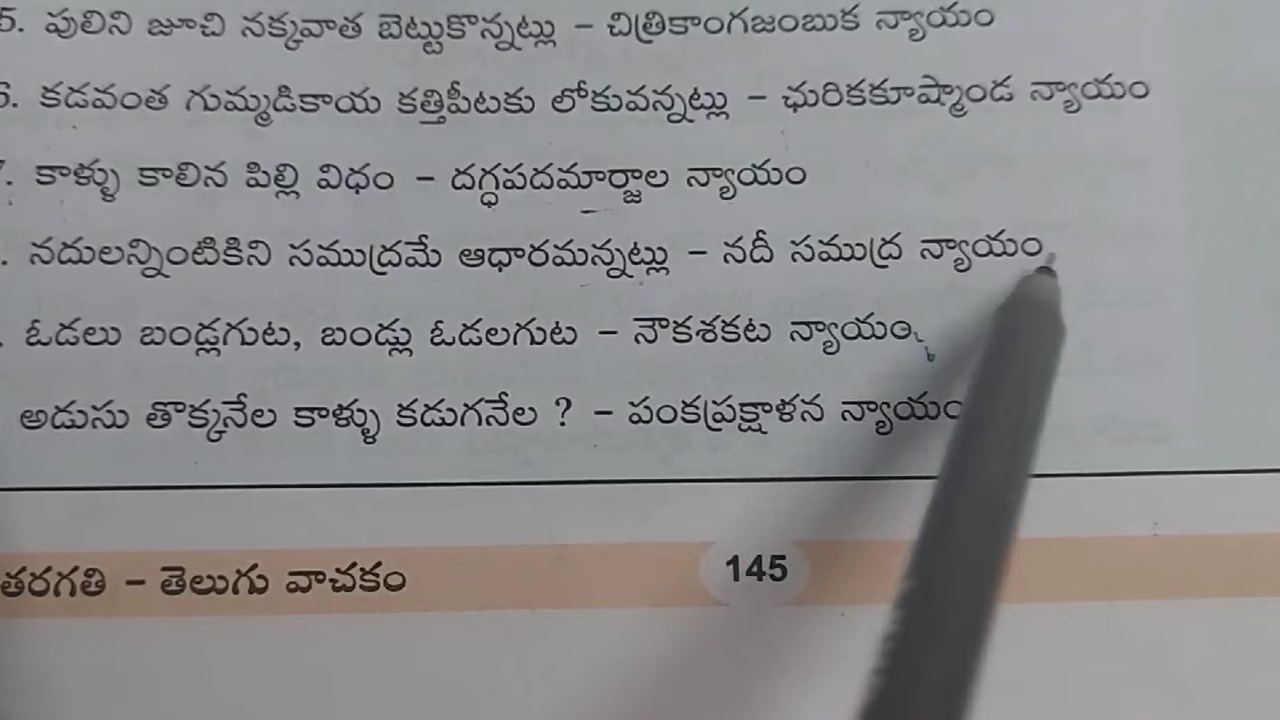 5. పులిని జూచి నక్కవాత బెట్టుకొన్నట్లు – చిత్రికాంగజంబుక న్యాయం
6. కడవంత గుమ్మడికాయ కత్తిపీటకు లోకువన్నట్లు – ఛురికకూష్మాండ న్యాయం
7. కాళ్ళు కాలిన పిల్లి విధం – దగ్ధపదమార్జాల న్యాయం
. నదులన్నింటికిని సముద్రమే ఆధారమన్నట్లు – నదీ సముద్ర న్యాయం
. ఓడలు బండ్లగుట, బండ్లు ఓడలగుట – నౌకశకట న్యాయం
అడుసు తొక్కనేల కాళ్ళు కడుగనేల ? – పంకప్రక్షాళన న్యాయం
తరగతి – తెలుగు వాచకం
145